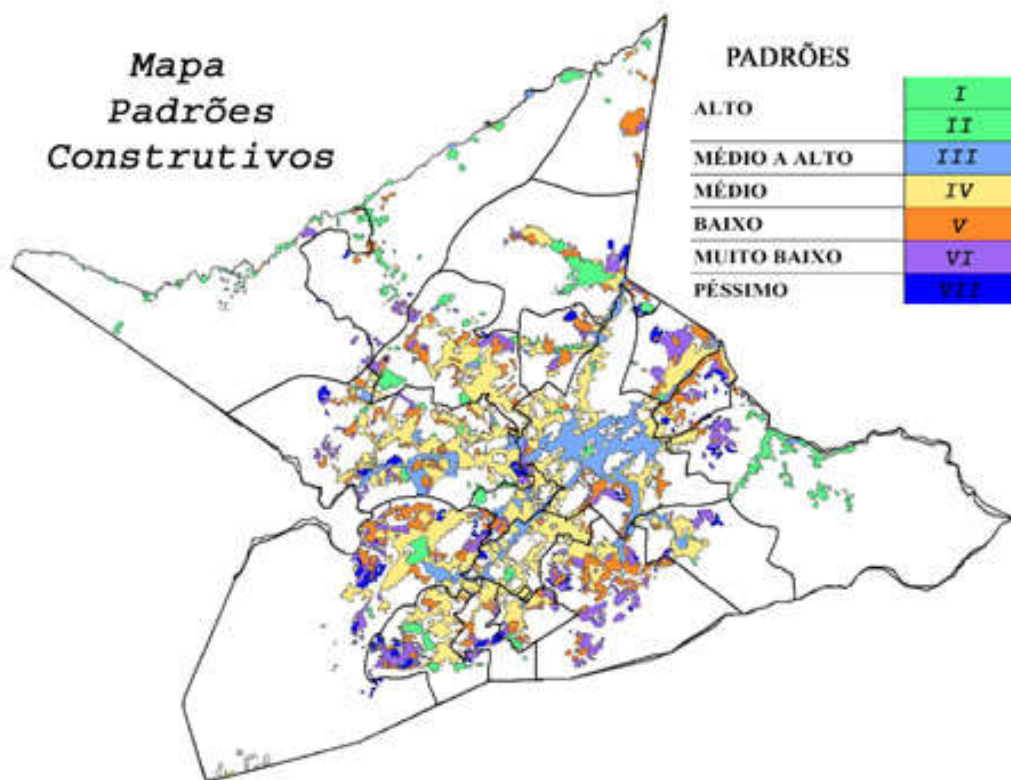 Mapa
Padrões
Construtivos
PADRÕES
ALTO
I
II
MÉDIO A ALTO III
MÉDIO IV
BAIXO V
MUITO BAIXO VI
PÉSSIMO VII